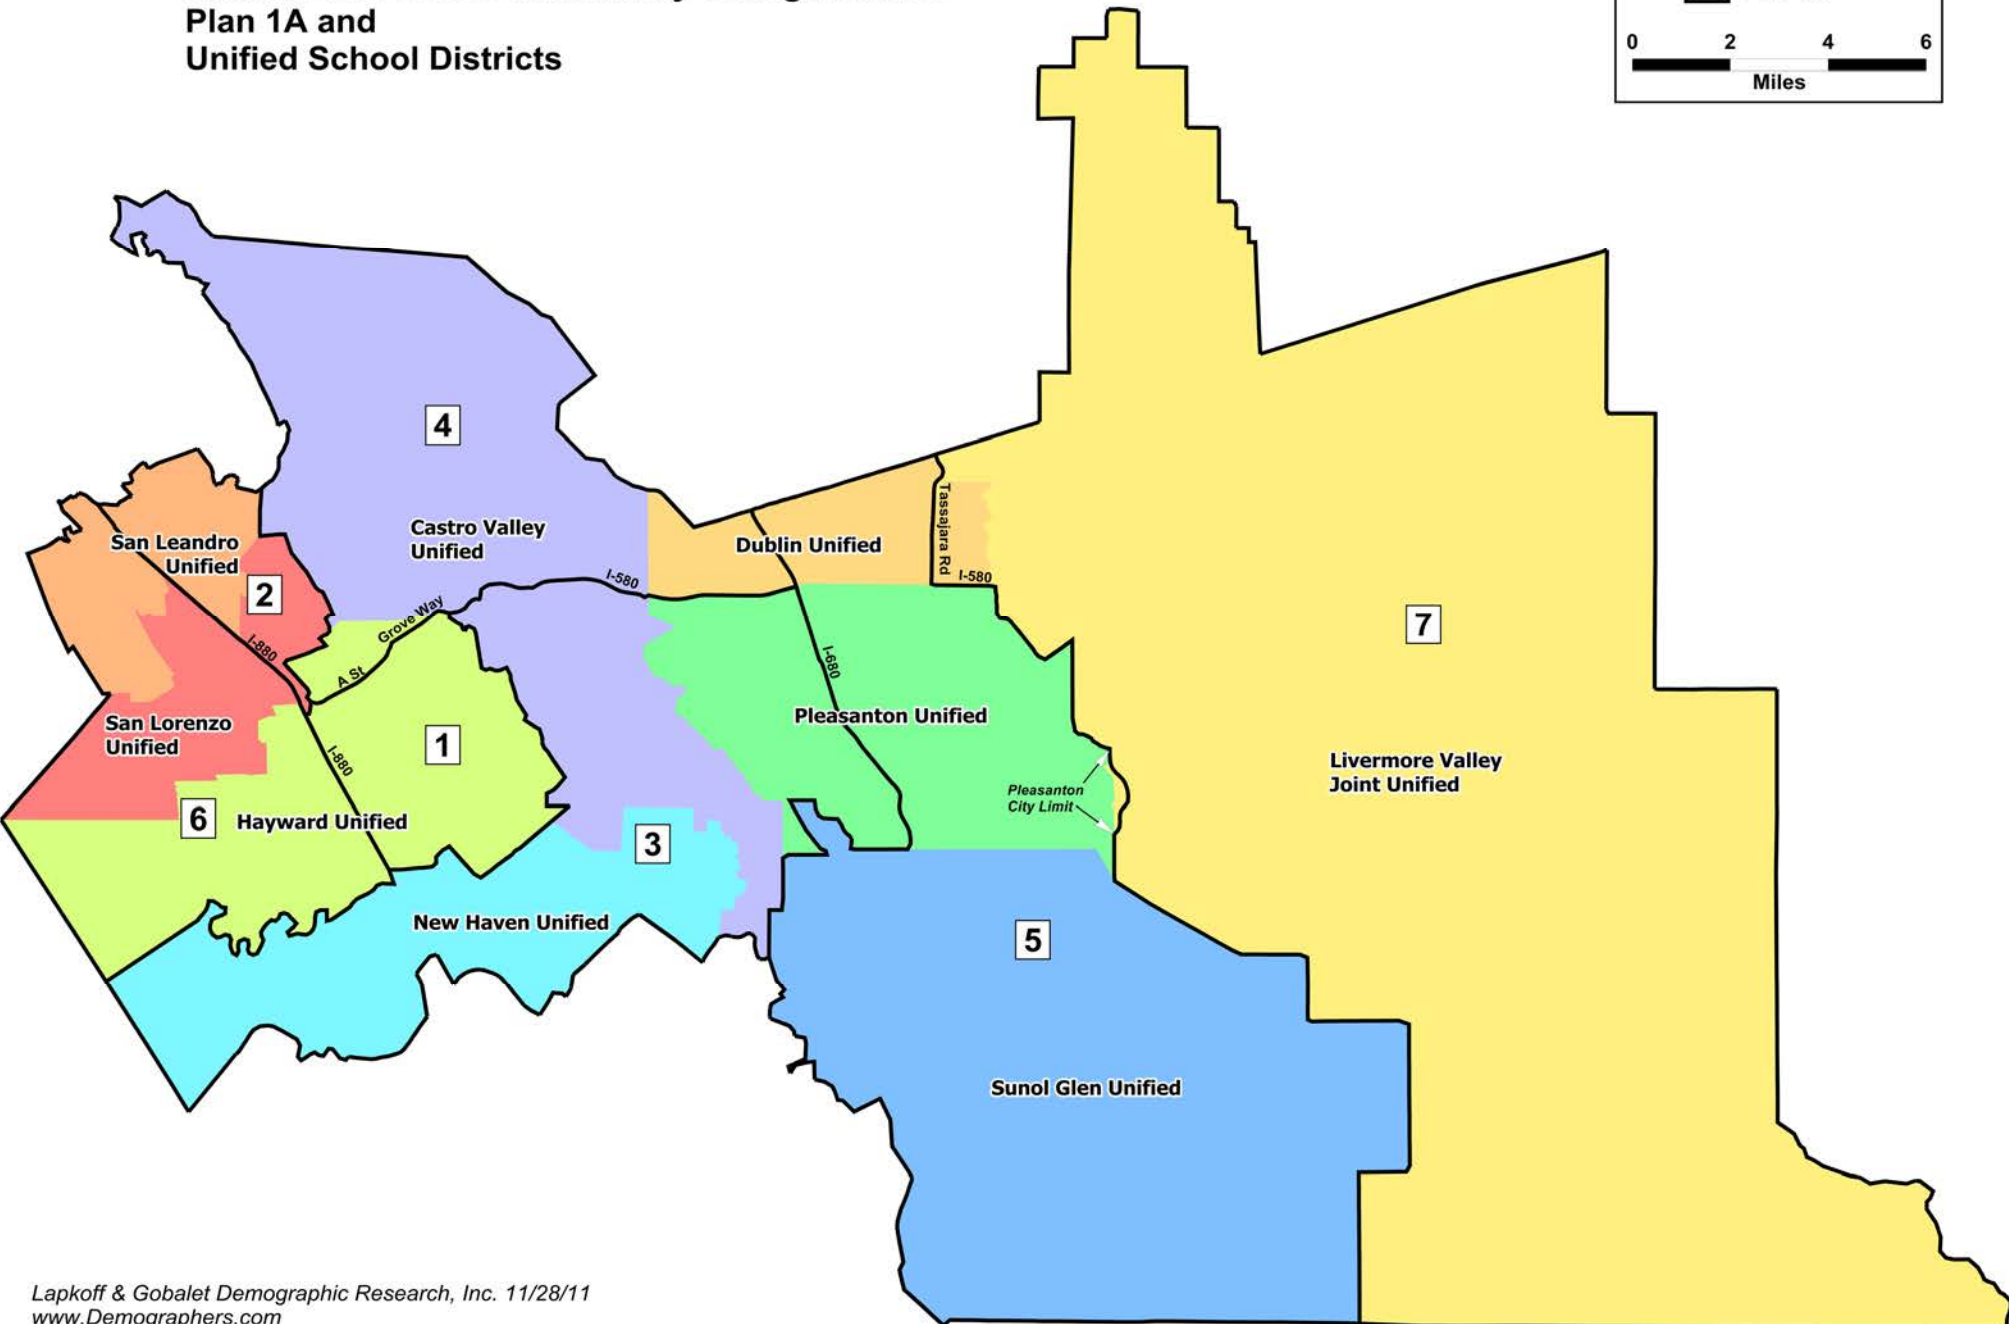 Plan 1A and
Unified School Districts
0 2 4 6
Miles
4
San Leandro
Unified
2
Castro Valley
Unified
I-580
Dublin Unified
Tassajara Rd
I-580
Grove Way
A St
I-880
I-680
7
San Lorenzo
Unified
1
I-880
Pleasanton Unified
Livermore Valley
Joint Unified
Pleasanton
City Limit
6
Hayward Unified
3
New Haven Unified
5
Sunol Glen Unified
Lapkoff & Gobalet Demographic Research, Inc. 11/28/11
www.Demographers.com